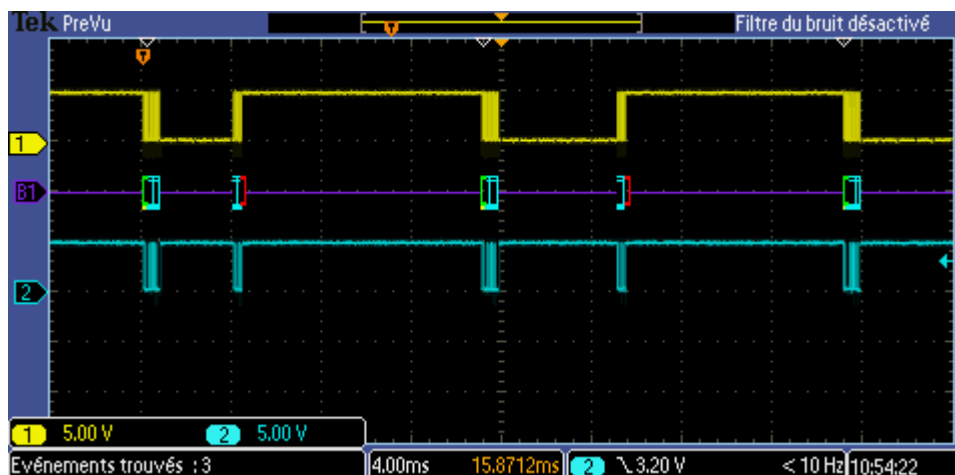 Tek PreVu Filtre du bruit désactivé
T
T
1
B1
2
1 5.00 V 2 5.00 V
Evénements trouvés : 3 4.00ms 15.8712ms 2 3.20 V < 10 Hz 10:54:22